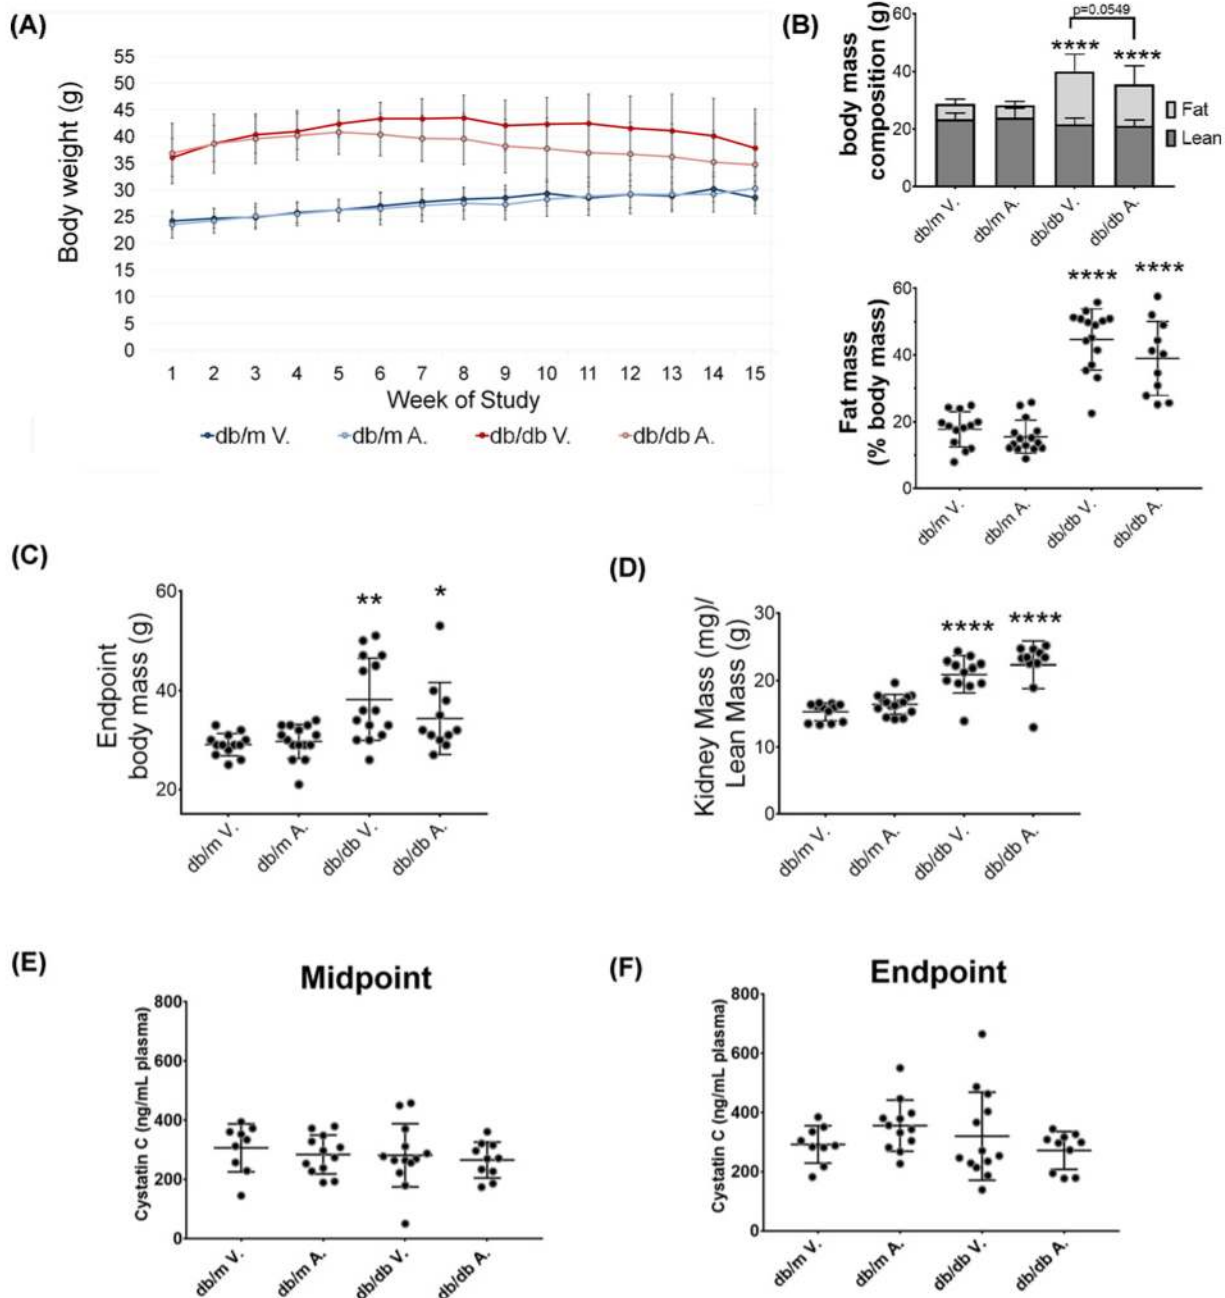 (A)
Body weight (g)
55
50
45
40
35
30
25
20
15
10
5
0
1 2 3 4 5 6 7 8 9 10 11 12 13 14 15
Week of Study
db/m V. db/m A. db/db V. db/db A.
(B)
body mass
composition (g)
60
40
20
0
p=0.0549
**** ****
Fat
Lean
db/m V. db/m A. db/db V. db/db A.
Fat mass
(% body mass)
60
40
20
0
**** ****
db/m V. db/m A. db/db V. db/db A.
(C)
Endpoint
body mass (g)
60
40
20
** *
db/m V. db/m A. db/db V. db/db A.
(D)
Kidney Mass (mg)/
Lean Mass (g)
30
20
10
0
**** ****
db/m V. db/m A. db/db V. db/db A.
(E)
Midpoint
Cystatin C (ng/mL plasma)
800
600
400
200
0
db/m V. db/m A. db/db V. db/db A.
(F)
Endpoint
Cystatin C (ng/mL plasma)
800
600
400
200
0
db/m V. db/m A. db/db V. db/db A.